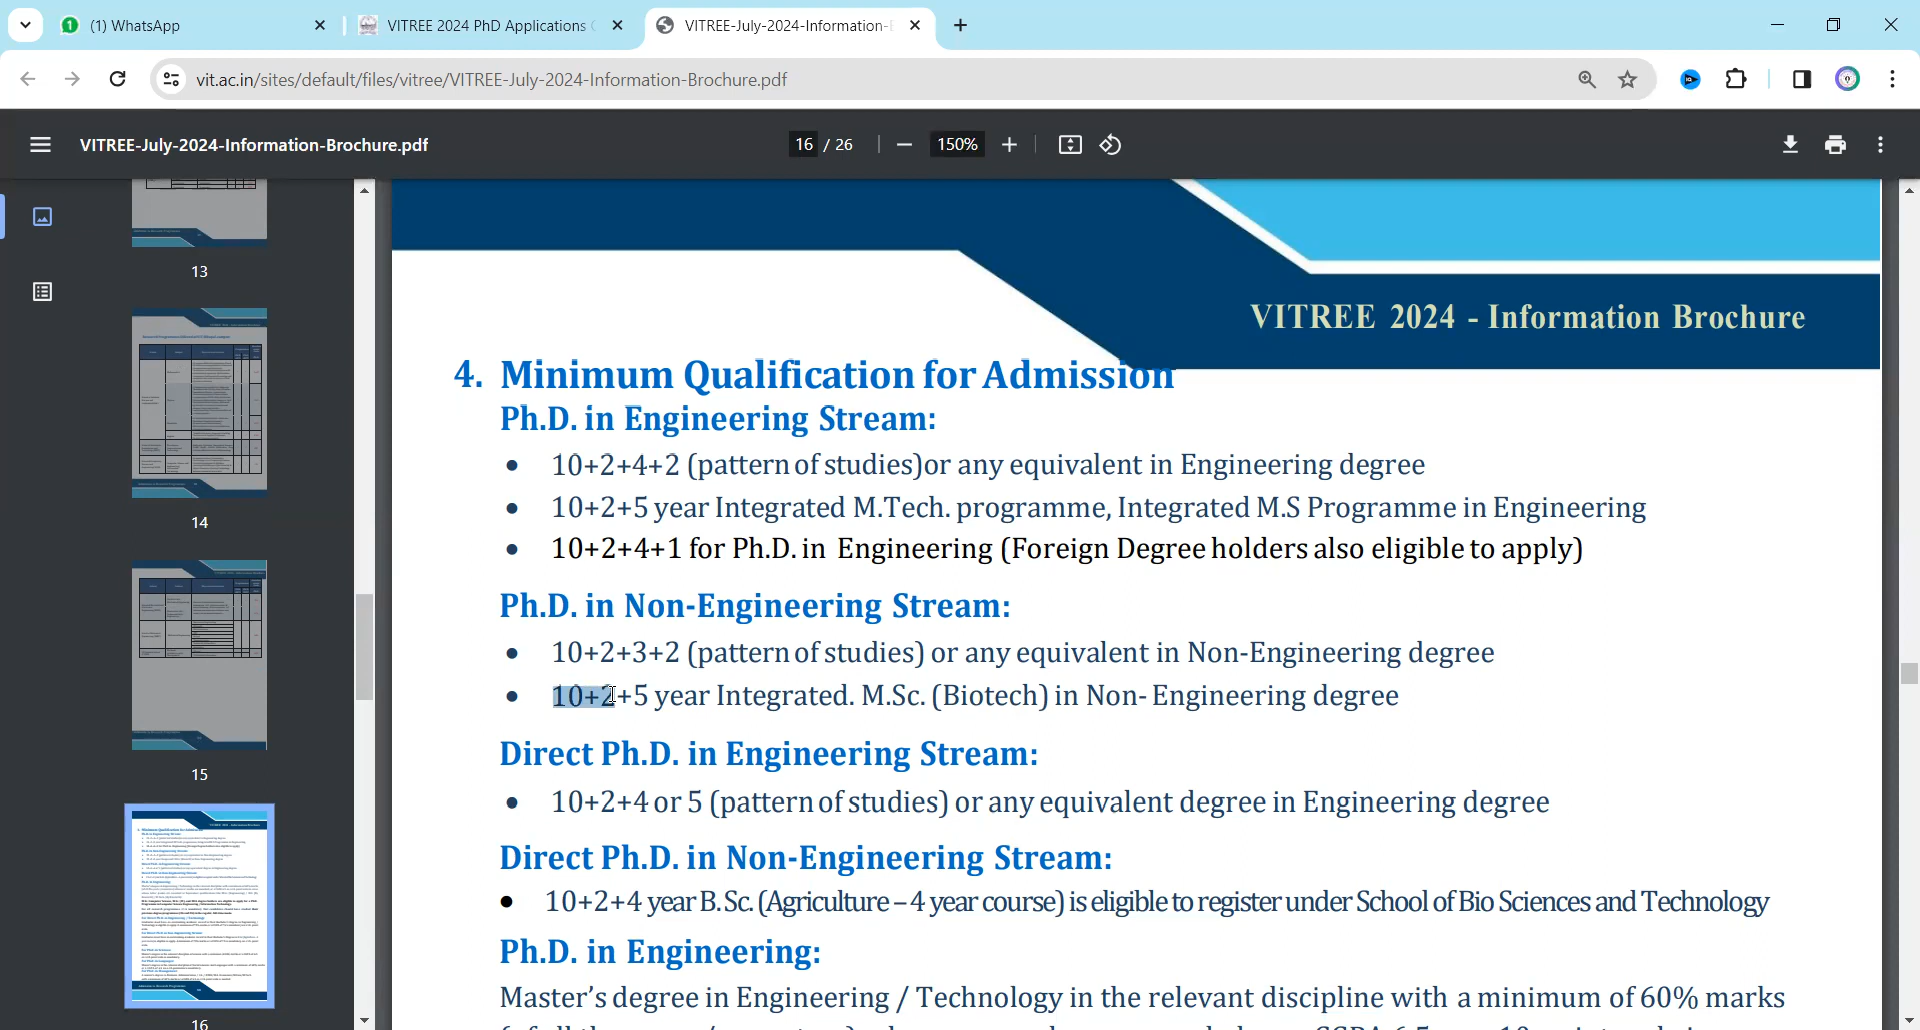 (1) WhatsApp
VITREE 2024 PhD Applications
VITREE-July-2024-Information-
vit.ac.in/sites/default/files/vitree/VITREE-July-2024-Information-Brochure.pdf
VITREE-July-2024-Information-Brochure.pdf
16 / 26
150%
13
14
15
16
VITREE 2024 - Information Brochure
4. Minimum Qualification for Admission
Ph.D. in Engineering Stream:
• 10+2+4+2 (pattern of studies)or any equivalent in Engineering degree
• 10+2+5 year Integrated M.Tech. programme, Integrated M.S Programme in Engineering
• 10+2+4+1 for Ph.D. in Engineering (Foreign Degree holders also eligible to apply)
Ph.D. in Non-Engineering Stream:
• 10+2+3+2 (pattern of studies) or any equivalent in Non-Engineering degree
• 10+2+5 year Integrated. M.Sc. (Biotech) in Non- Engineering degree
Direct Ph.D. in Engineering Stream:
• 10+2+4 or 5 (pattern of studies) or any equivalent degree in Engineering degree
Direct Ph.D. in Non-Engineering Stream:
• 10+2+4 year B.Sc. (Agriculture – 4 year course) is eligible to register under School of Bio Sciences and Technology
Ph.D. in Engineering:
Master's degree in Engineering / Technology in the relevant discipline with a minimum of 60% marks